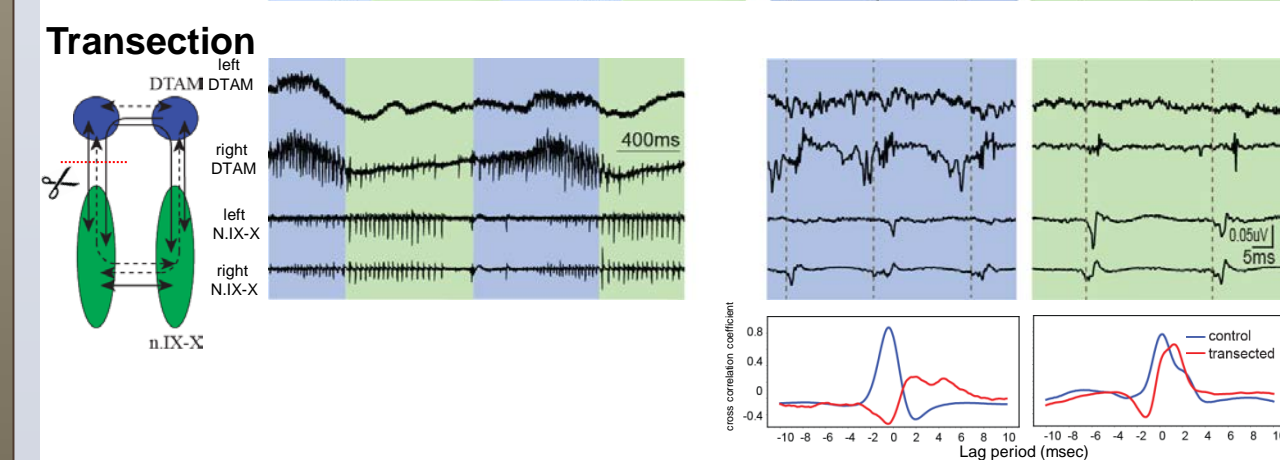 Transection
left
DTAM
DTAM
right
DTAM
400ms
left
N.IX-X
right
N.IX-X
n.IX-X
0.05uV
5ms
cross correlation coefficient
0.8
0.4
0
-0.4
control
transected
-10 -8 -6 -4 -2 0 2 4 6 8 10
-10 -8 -6 -4 -2 0 2 4 6 8 10
Lag period (msec)